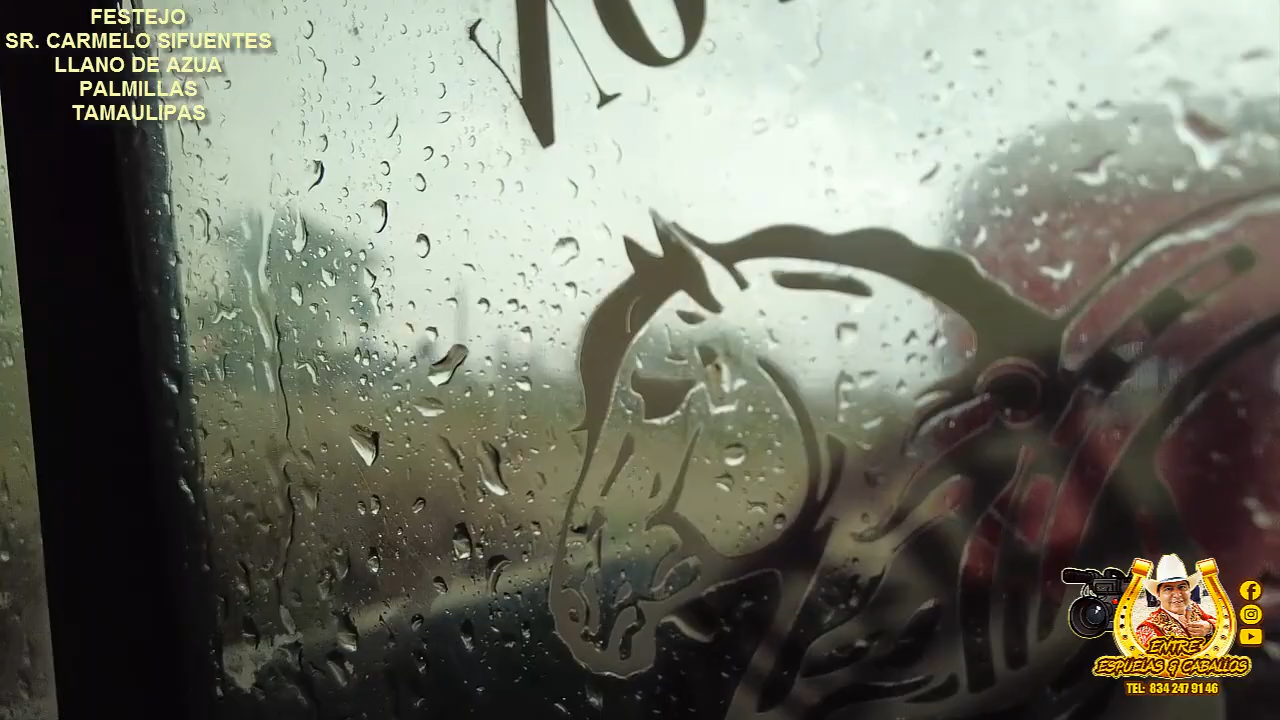 FESTEJO
SR. CARMELO SIFUENTES
LLANO DE AZUA
PALMILLAS
TAMAULIPAS
ENTRE
ESPUELAS Y CABALLOS
TEL: 834 247 91 46